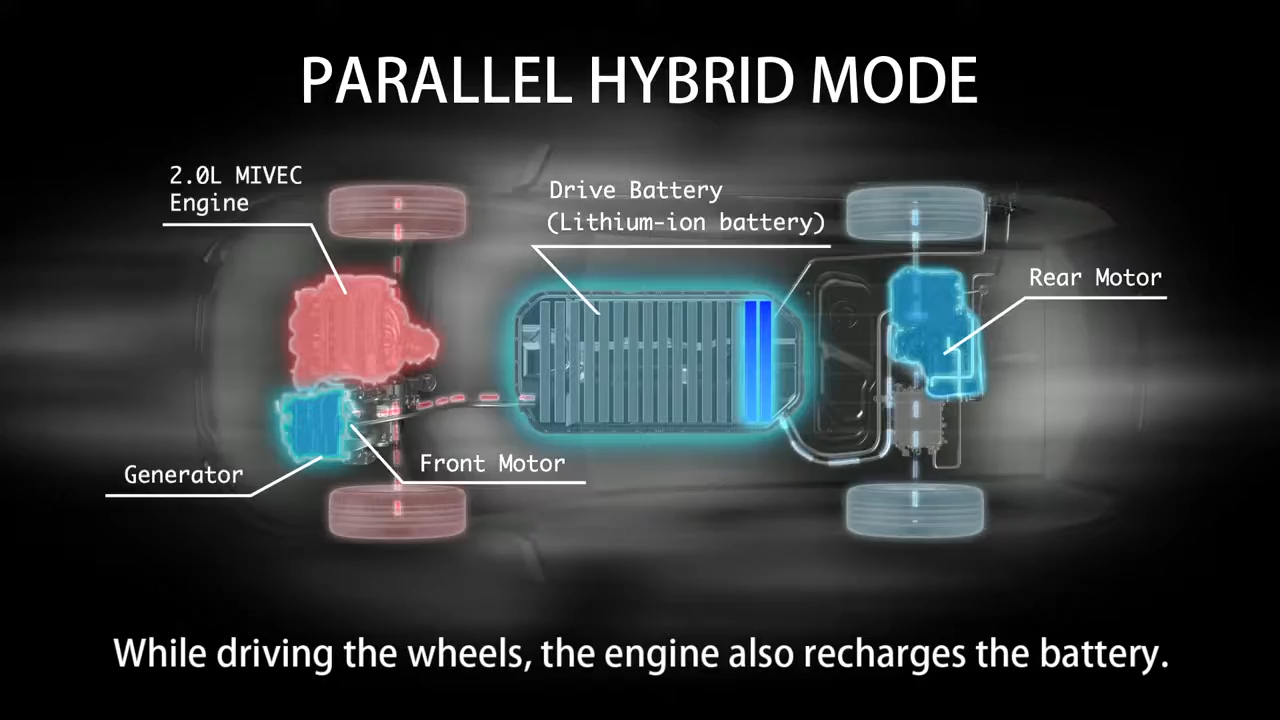 PARALLEL HYBRID MODE
2.0L MIVEC
Engine
Drive Battery
(Lithium-ion battery)
Rear Motor
Front Motor
Generator
While driving the wheels, the engine also recharges the battery.